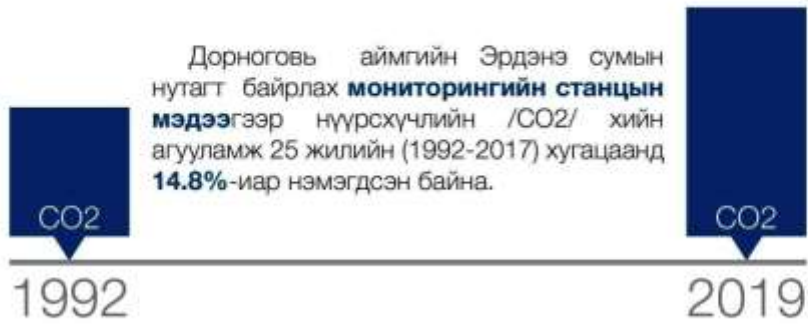 Дорноговь аймгийн Эрдэнэ сумын
нутагт байрлах мониторингийн станцын
мэдээгээр нүүрсхүчлийн /CO2/ хийн
агууламж 25 жилийн (1992-2017) хугацаанд
14.8%-иар нэмэгдсэн байна.
CO2
CO2
1992
2019